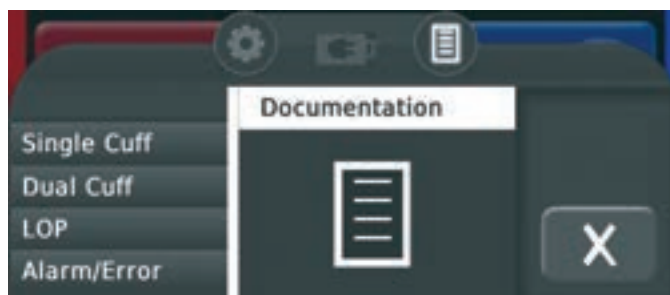 Documentation
Single Cuff
Dual Cuff
LOP
Alarm/Error
X